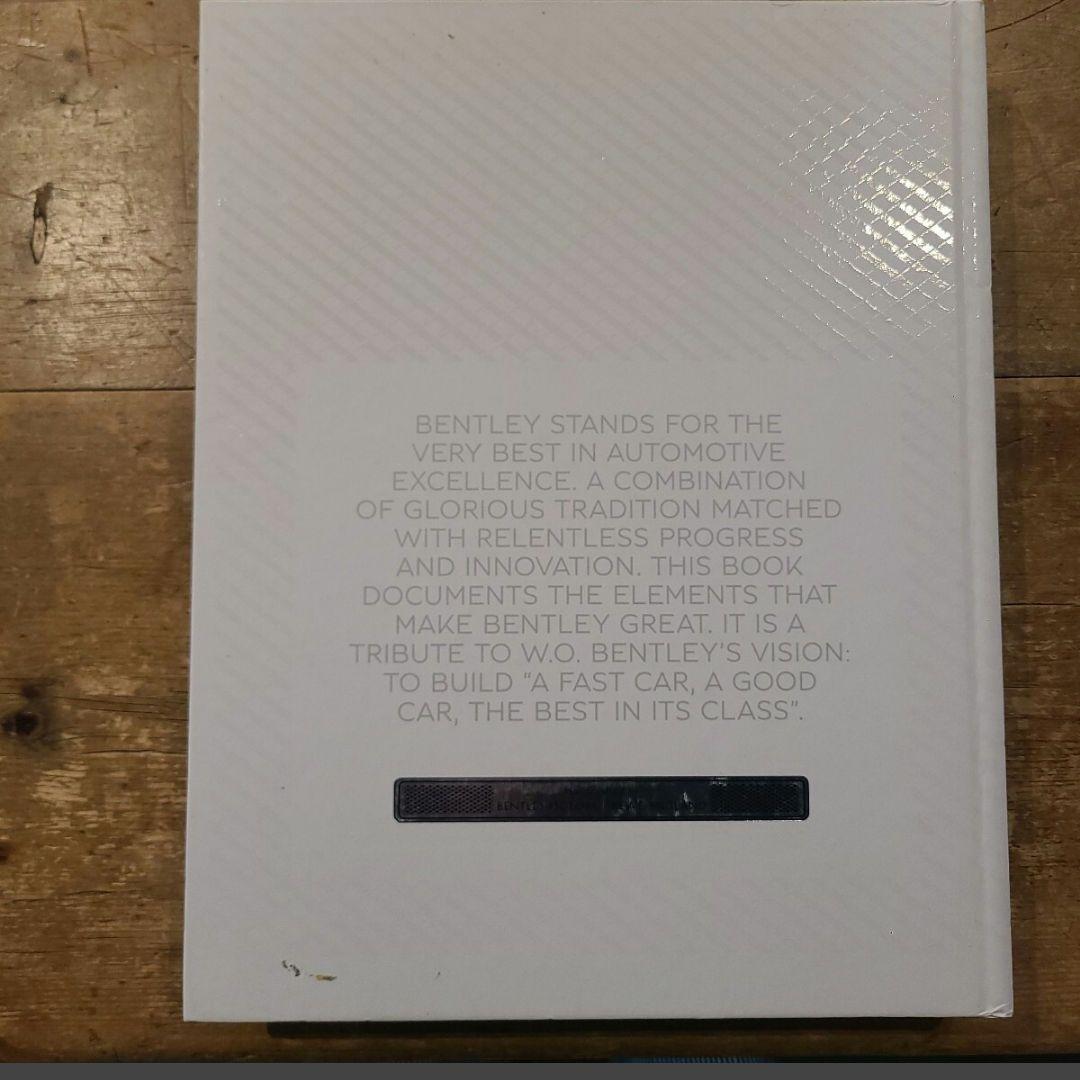 BENTLEY STANDS FOR THE
VERY BEST IN AUTOMOTIVE
EXCELLENCE. A COMBINATION
OF GLORIOUS TRADITION MATCHED
WITH RELENTLESS PROGRESS
AND INNOVATION. THIS BOOK
DOCUMENTS THE ELEMENTS THAT
MAKE BENTLEY GREAT. IT IS A
TRIBUTE TO W.O. BENTLEY'S VISION:
TO BUILD "A FAST CAR, A GOOD
CAR, THE BEST IN ITS CLASS".
BENTLEY